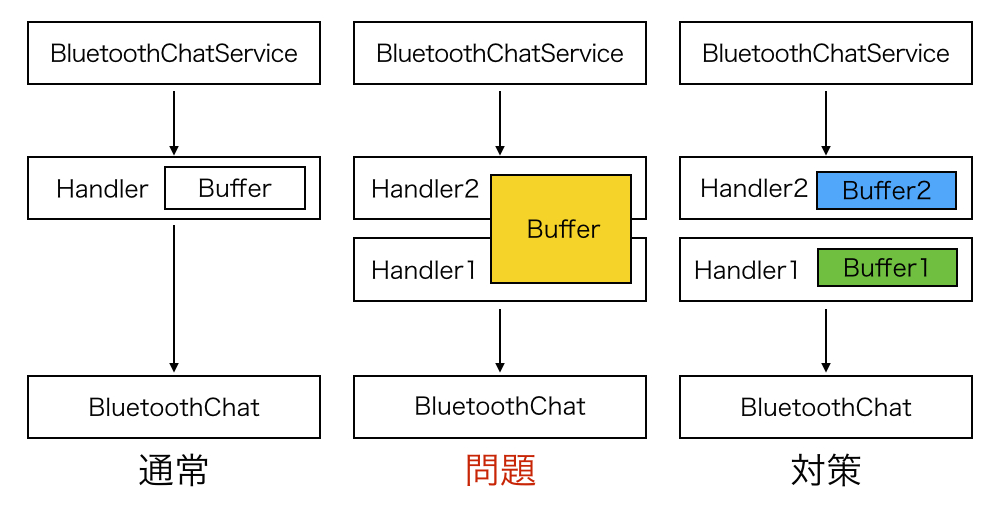 BluetoothChatService
Handler
Buffer
BluetoothChat
通常
BluetoothChatService
Handler2
Buffer
Handler1
BluetoothChat
問題
BluetoothChatService
Handler2
Buffer2
Handler1
Buffer1
BluetoothChat
対策